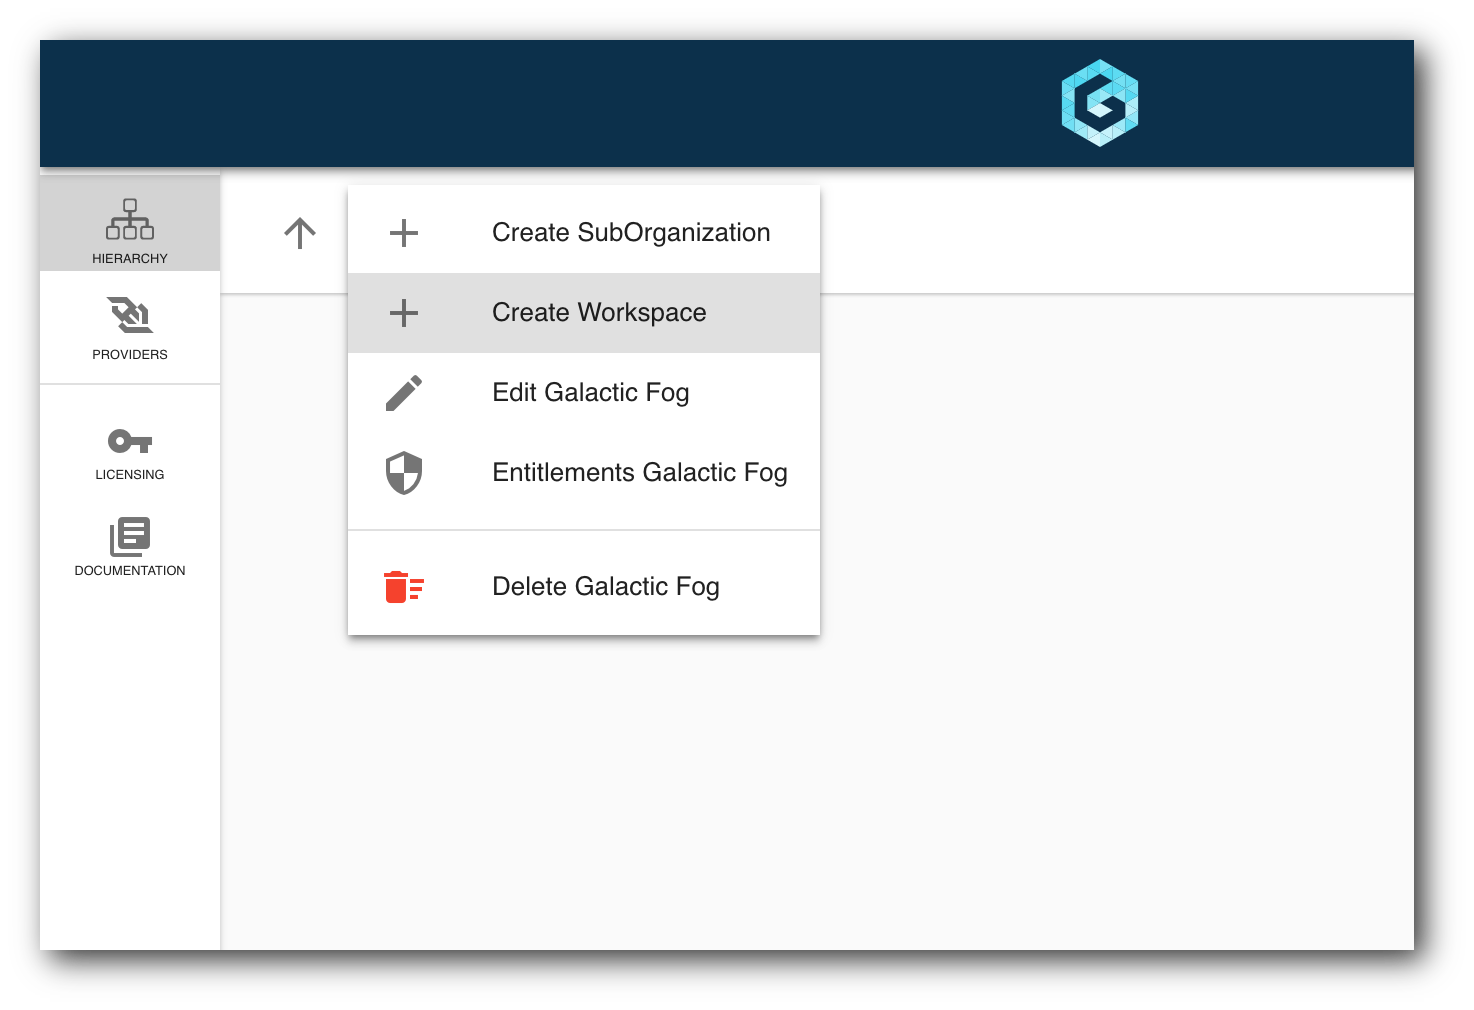 HIERARCHY
PROVIDERS
LICENSING
DOCUMENTATION
Create SubOrganization
Create Workspace
Edit Galactic Fog
Entitlements Galactic Fog
Delete Galactic Fog